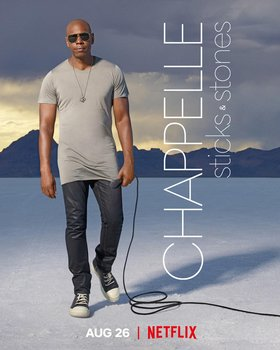 CHAPPELLE
sticks & stones
AUG 26 | NETFLIX